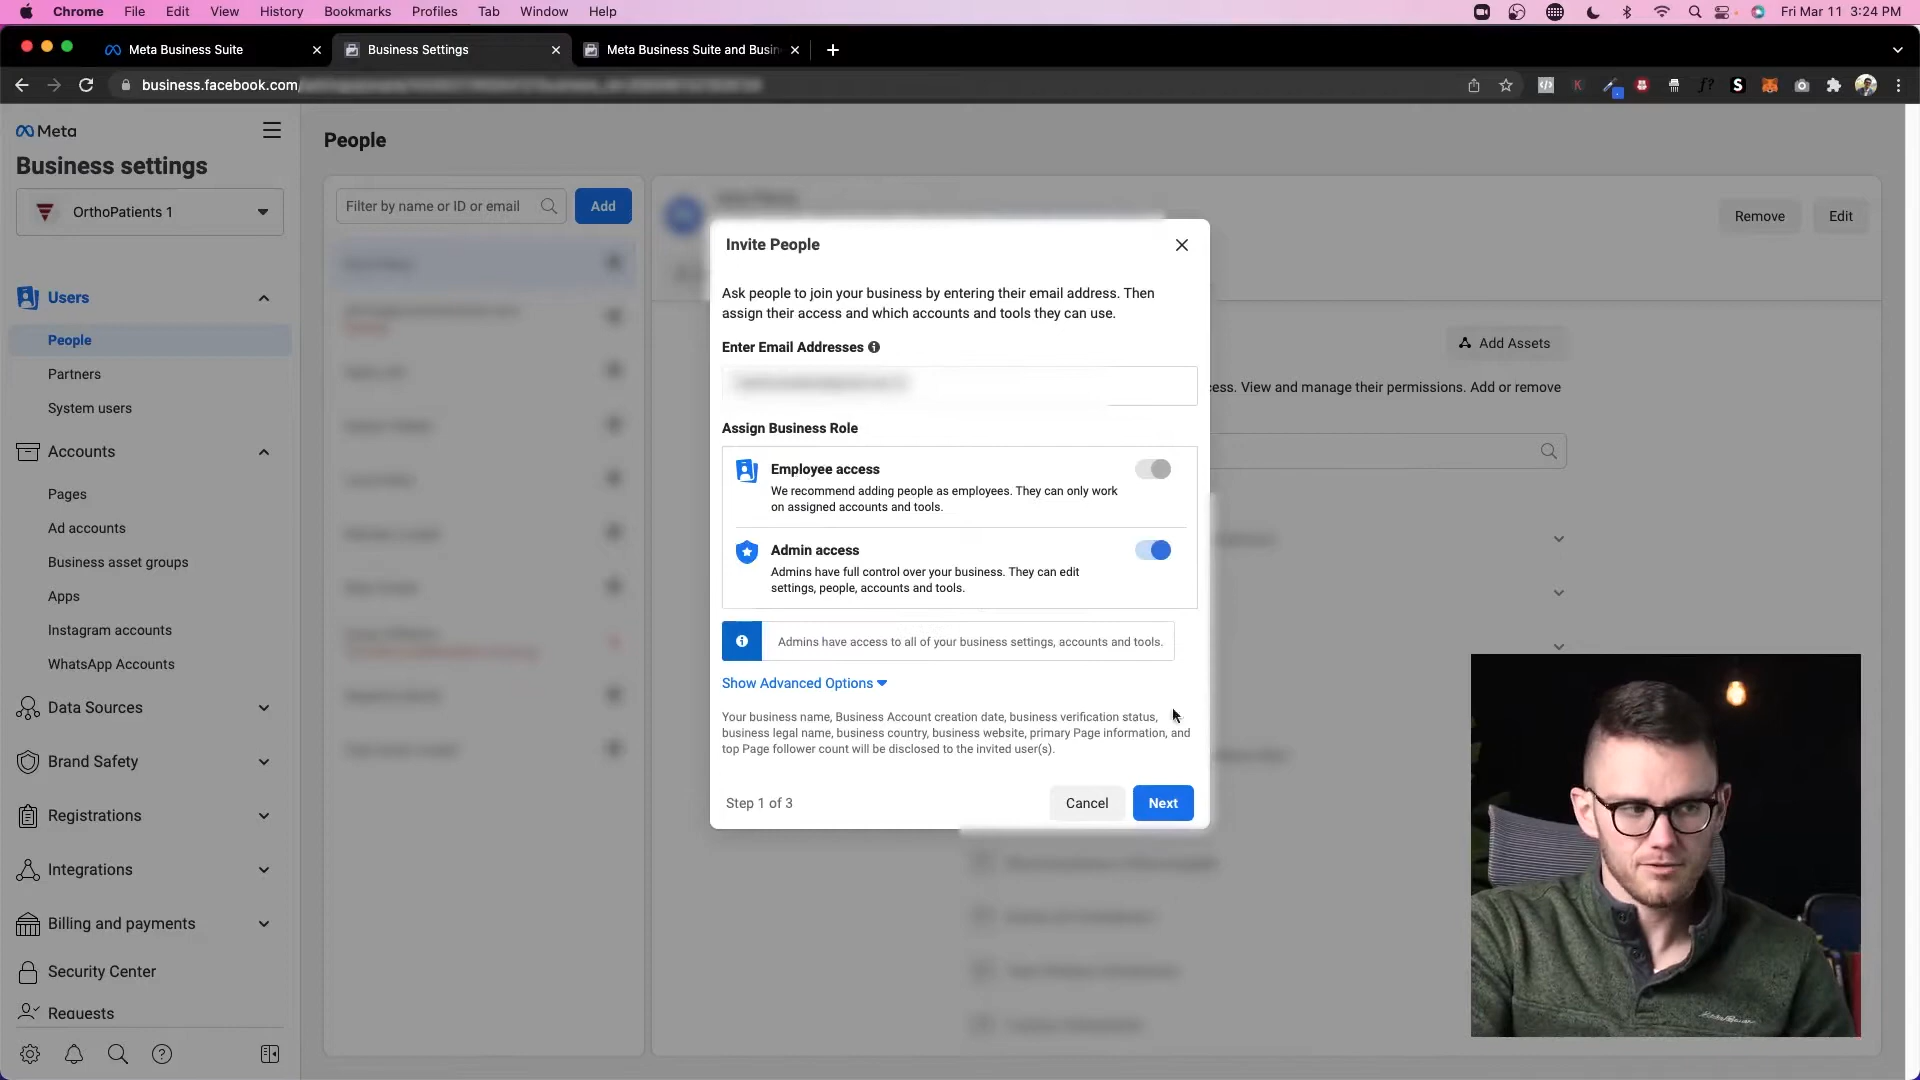 Chrome File Edit View History Bookmarks Profiles Tab Window Help Fri Mar 11 3:24 PM
Meta Business Suite
Business Settings
Meta Business Suite and Busin
business.facebook.com
Meta
Business settings
OrthoPatients 1
Users
People
Partners
System users
Accounts
Pages
Ad accounts
Business asset groups
Apps
Instagram accounts
WhatsApp Accounts
Data Sources
Brand Safety
Registrations
Integrations
Billing and payments
Security Center
Requests
People
Filter by name or ID or email
Add
Remove
Edit
Add Assets
cess. View and manage their permissions. Add or remove
Invite People
Ask people to join your business by entering their email address. Then
assign their access and which accounts and tools they can use.
Enter Email Addresses
Assign Business Role
Employee access
We recommend adding people as employees. They can only work
on assigned accounts and tools.
Admin access
Admins have full control over your business. They can edit
settings, people, accounts and tools.
Admins have access to all of your business settings, accounts and tools.
Show Advanced Options
Your business name, Business Account creation date, business verification status,
business legal name, business country, business website, primary Page information, and
top Page follower count will be disclosed to the invited user(s).
Step 1 of 3
Cancel
Next